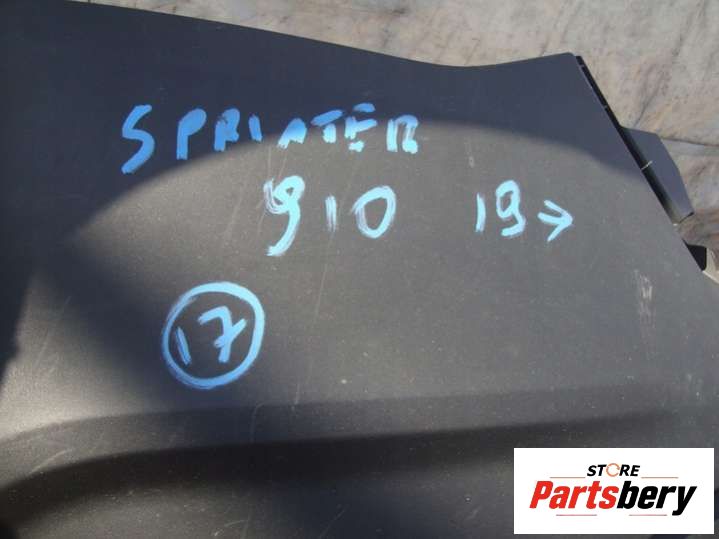 SPRINTER
910 19→
17
STORE
Partsbery